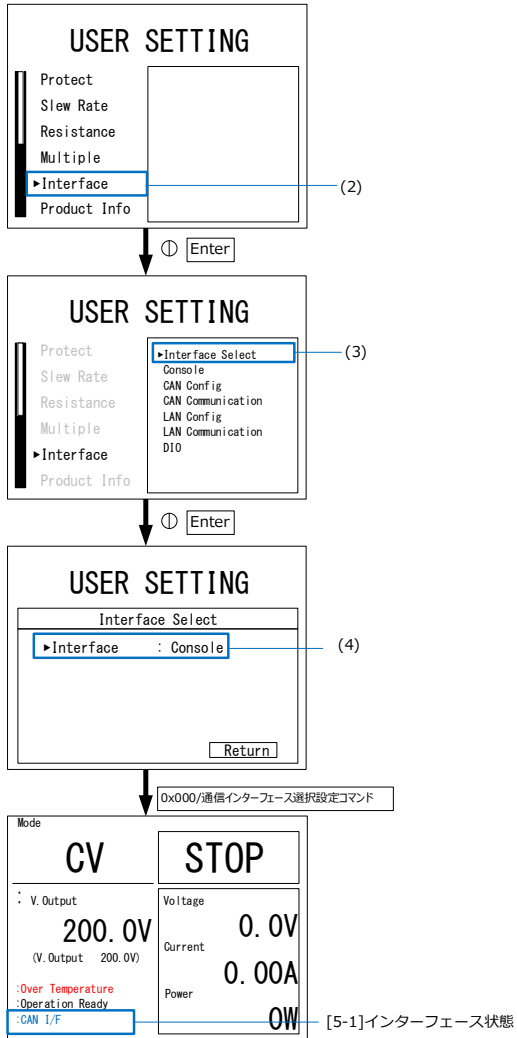 USER SETTING
Protect
Slew Rate
Resistance
Multiple
►Interface
Product Info
(2)
Enter
USER SETTING
Protect
Slew Rate
Resistance
Multiple
►Interface
Product Info
►Interface Select
Console
CAN Config
CAN Communication
LAN Config
LAN Communication
DIO
(3)
Enter
USER SETTING
Interface Select
►Interface : Console
(4)
Return
0x000/通信インターフェース選択設定コマンド
Mode
CV
STOP
V.Output
200.0V
(V.Output 200.0V)
:Over Temperature
:Operation Ready
:CAN I/F
Voltage
0.0V
Current
0.00A
Power
0W
[5-1]インターフェース状態